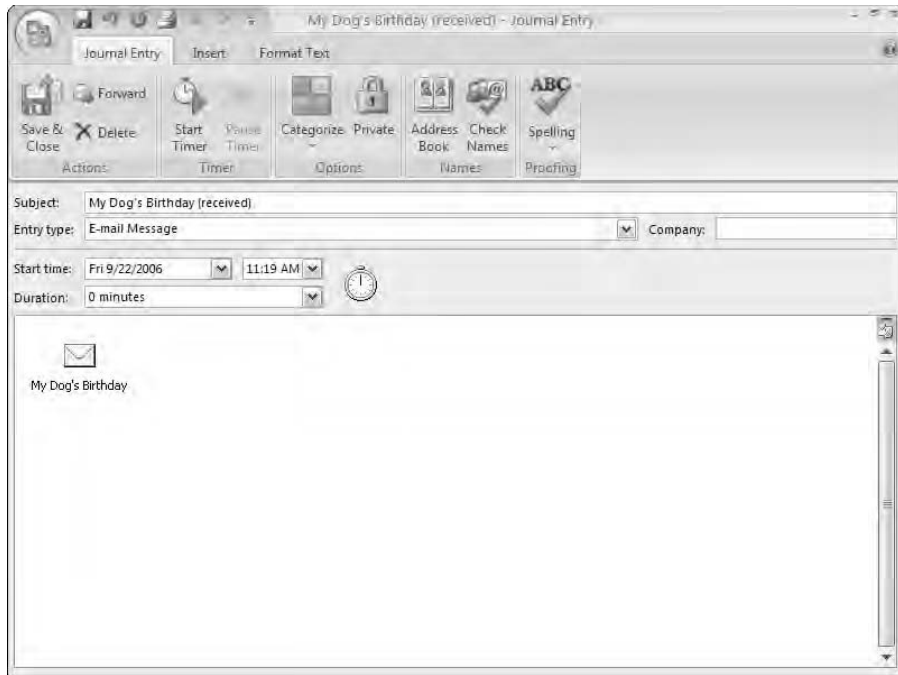 My Dog's Birthday (received) - Journal Entry
Journal Entry Insert Format Text
Save & Close Forward Delete Start Timer Pause Timer Categorize Private Address Book Check Names ABC Spelling
Actions Timer Options Names Proofing
Subject: My Dog's Birthday (received)
Entry type: E-mail Message Company:
Start time: Fri 9/22/2006 11:19 AM
Duration: 0 minutes
My Dog's Birthday